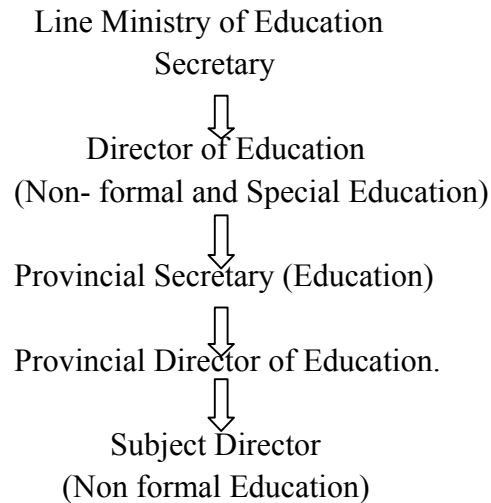 Line Ministry of Education
Secretary
Director of Education
(Non- formal and Special Education)
Provincial Secretary (Education)
Provincial Director of Education.
Subject Director
(Non formal Education)